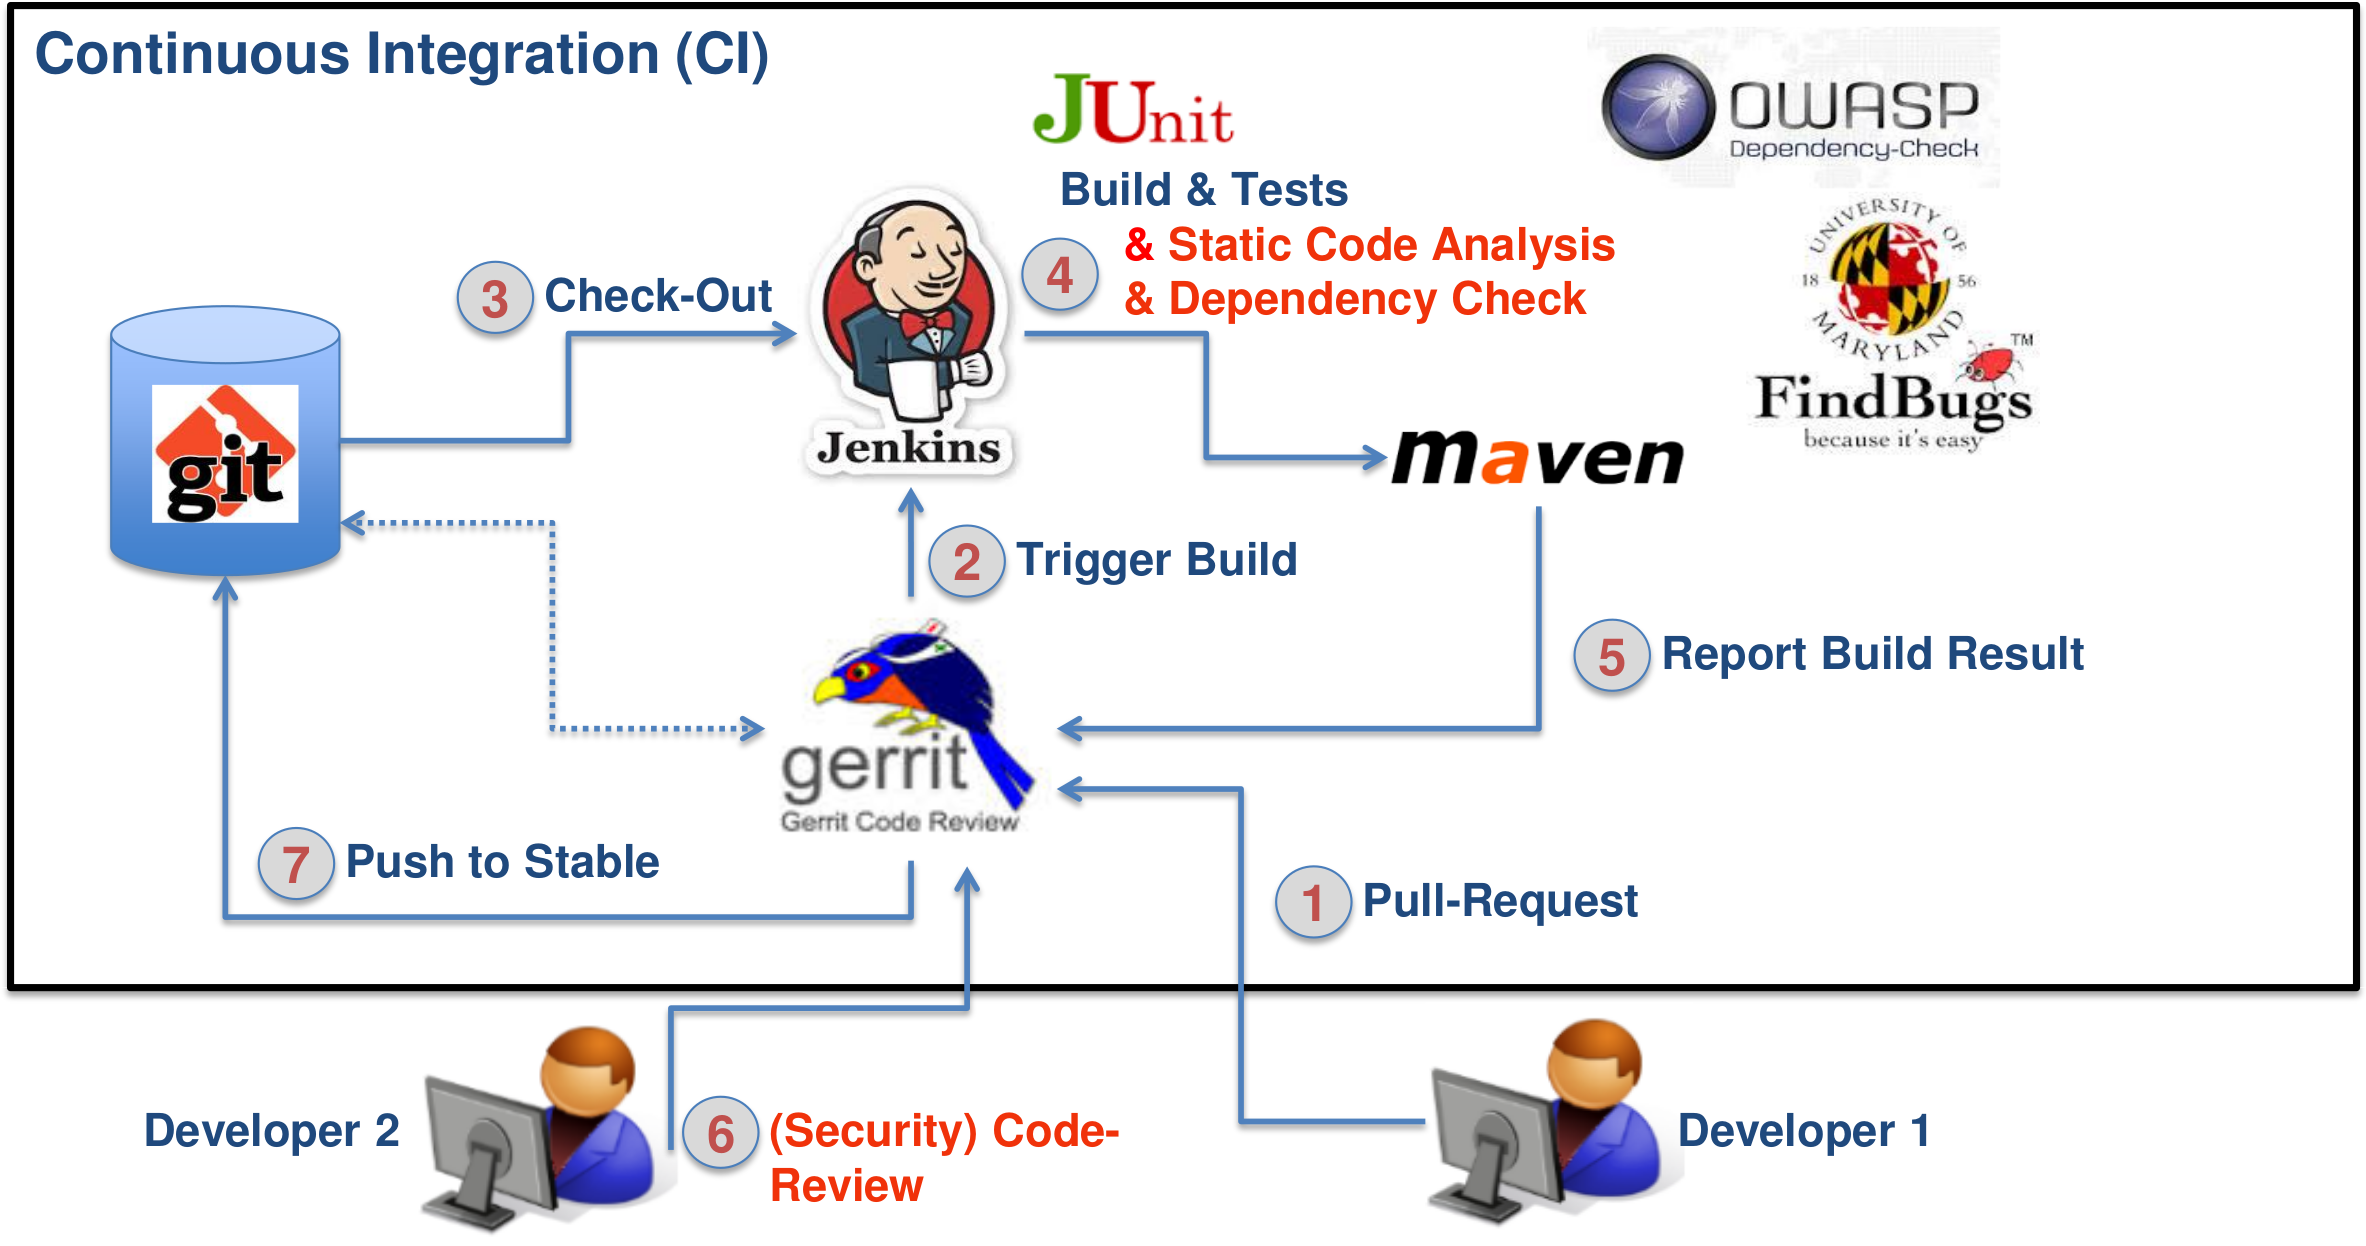 Continuous Integration (CI)
JUnit
OWASP
Dependency-Check
Build & Tests
& Static Code Analysis
& Dependency Check
4
UNIVERSITY OF
18 56
MARYLAND
TM
FindBugs
because it's easy
3
Check-Out
git
Jenkins
maven
2
Trigger Build
5
Report Build Result
gerrit
Gerrit Code Review
7
Push to Stable
1
Pull-Request
Developer 2
6
(Security) Code-
Review
Developer 1